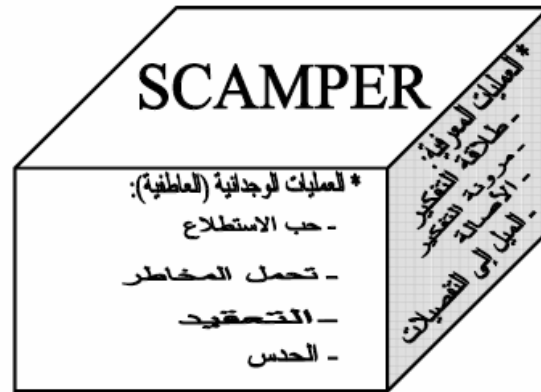 SCAMPER
* العمليات الوجدانية (العاطفية):
- حب الاستطلاع
- تحمل المخاطر
- التعقيد
- الحدس
* العمليات المعرفية:
- طلاقة التفكير
- مرونة التفكير
- الأصالة
- الميل إلى التفصيلات